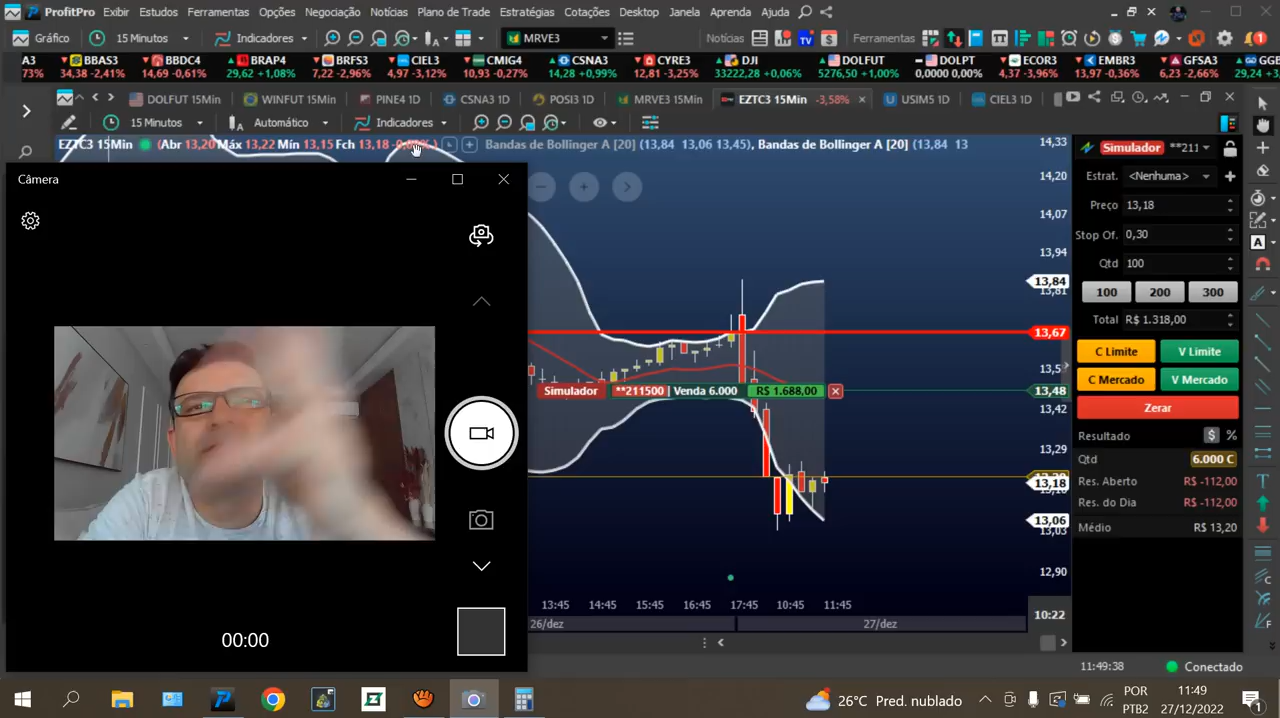 ProfitPro Exibir Estudos Ferramentas Opções Negociação Notícias Plano de Trade Estratégias Cotações Desktop Janela Aprenda Ajuda
Gráfico 15 Minutos Indicadores MRVE3 Notícias TV Ferramentas
A3 BBAS3 BBDC4 BRAP4 BRFS3 CIEL3 CMIG4 CSNA3 CYRE3 DJI DOLFUT DOLPT ECOR3 EMBR3 GFSA3 GGB
73% 34,38 -2,41% 14,69 -0,61% 29,62 +1,08% 7,22 -2,96% 4,97 -3,12% 10,93 -0,27% 14,28 +0,99% 12,81 -3,25% 33222,28 +0,06% 5276,50 +1,00% 0,0000 0,00% 4,37 -3,96% 13,97 -0,36% 6,23 -2,66% 29,24 +3
DOLFUT 15Min WINFUT 15Min PINE4 1D CSNA3 1D POSI3 1D MRVE3 15Min EZTC3 15Min -3,58% USIM5 1D CIEL3 1D
15 Minutos Automático Indicadores
EZTC3 15Min (Abr 13,20 Máx 13,22 Mín 13,15 Fch 13,18 Bandas de Bollinger A [20] (13,84 13,06 13,45), Bandas de Bollinger A [20] (13,84 13
14,33
14,20
14,07
13,94
13,84
13,81
13,67
13,5
13,48
13,42
13,29
13,18
13,06
13,03
12,90
Câmera
00:00
Simulador **211500 | Venda 6.000 R$ 1.688,00
13:45 14:45 15:45 16:45 17:45 10:45 11:45
26/dez 27/dez
10:22
Simulador **211
Estrat. <Nenhuma>
Preço 13,18
Stop Of. 0,30
Qtd 100
100 200 300
Total R$ 1.318,00
C Limite V Limite
C Mercado V Mercado
Zerar
Resultado $ %
Qtd 6.000 C
Res. Aberto R$ -112,00
Res. do Dia R$ -112,00
Médio R$ 13,20
11:49:38 Conectado
26°C Pred. nublado
POR
PTB2
11:49
27/12/2022
1